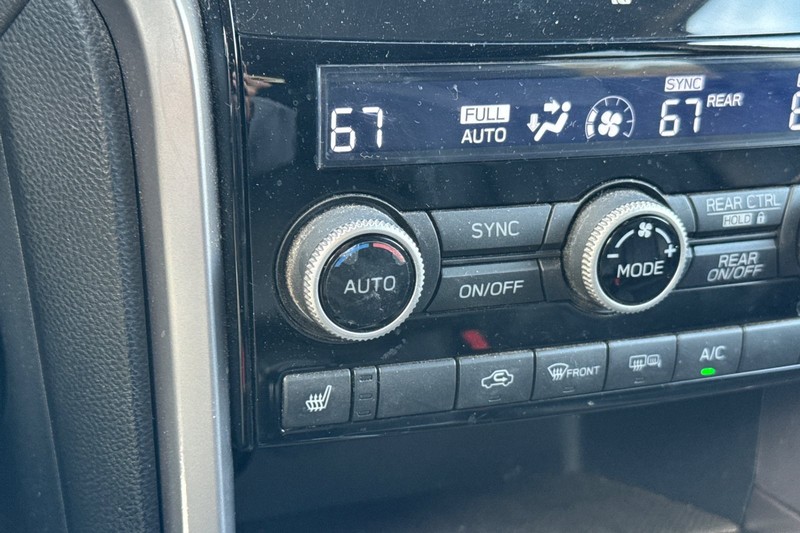 67
FULL
AUTO
SYNC
67 REAR
SYNC
REAR CTRL
HOLD
AUTO
ON/OFF
- MODE +
REAR
ON/OFF
FRONT
A/C